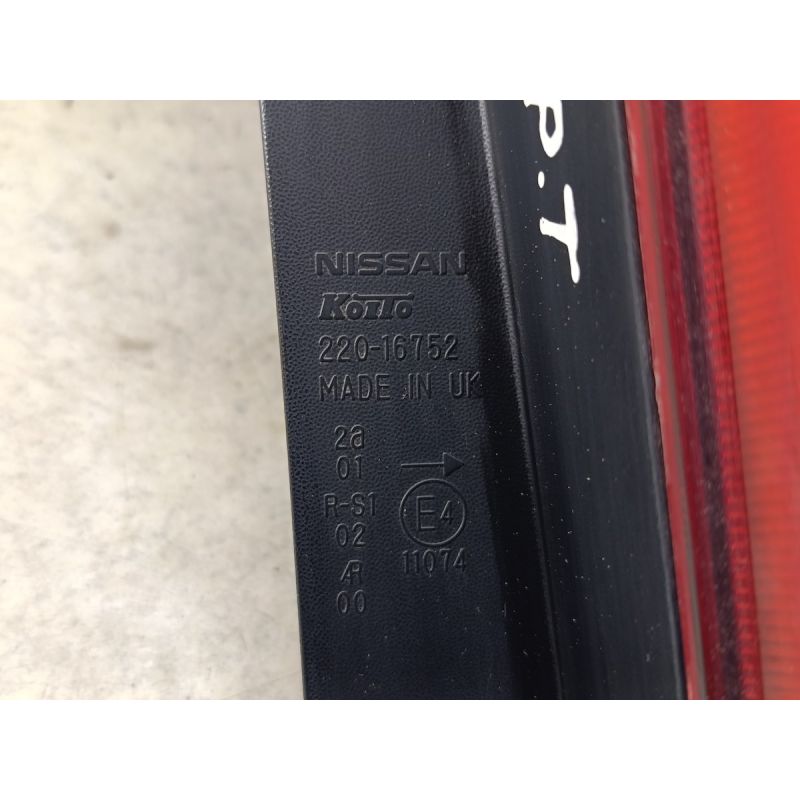 NISSAN
KOITO
220-16752
MADE IN UK
2a
01
R-S1
02
AR
00
E4
11074
P.T